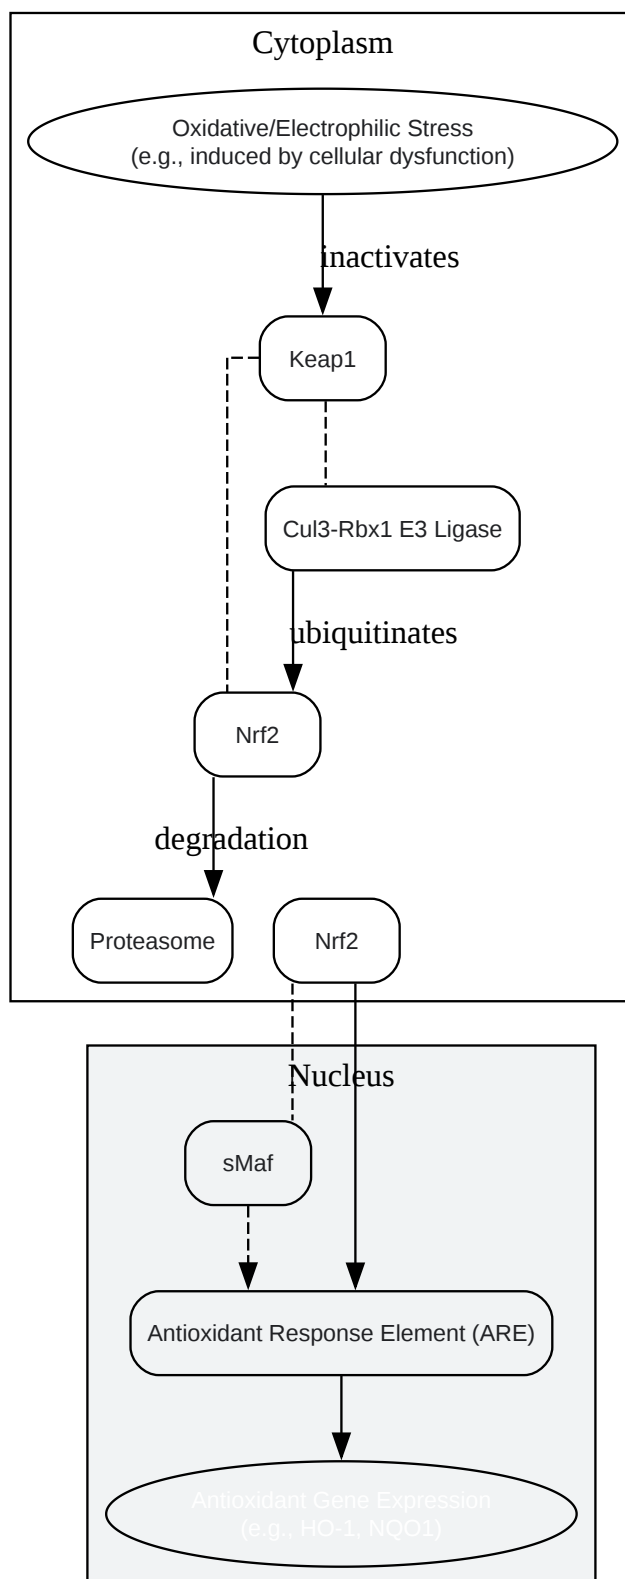 Cytoplasm
Oxidative/Electrophilic Stress
(e.g., induced by cellular dysfunction)
inactivates
Keap1
Cul3-Rbx1 E3 Ligase
ubiquitinates
Nrf2
degradation
Proteasome
Nrf2
Nucleus
sMaf
Antioxidant Response Element (ARE)
Antioxidant Gene Expression
(e.g., HO-1, NQO1)